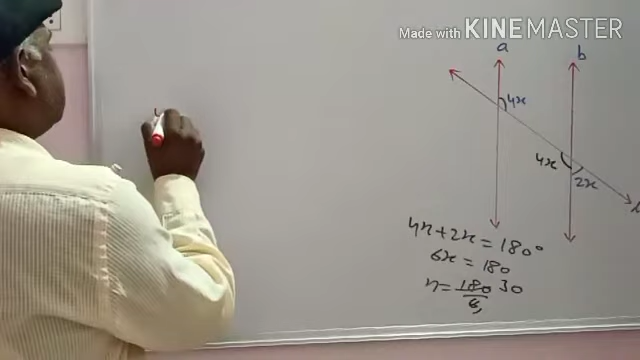 Made with KINEMASTER
a
b
4x
4x
2x
4x+2x = 180°
6x = 180
x = 180 30
6